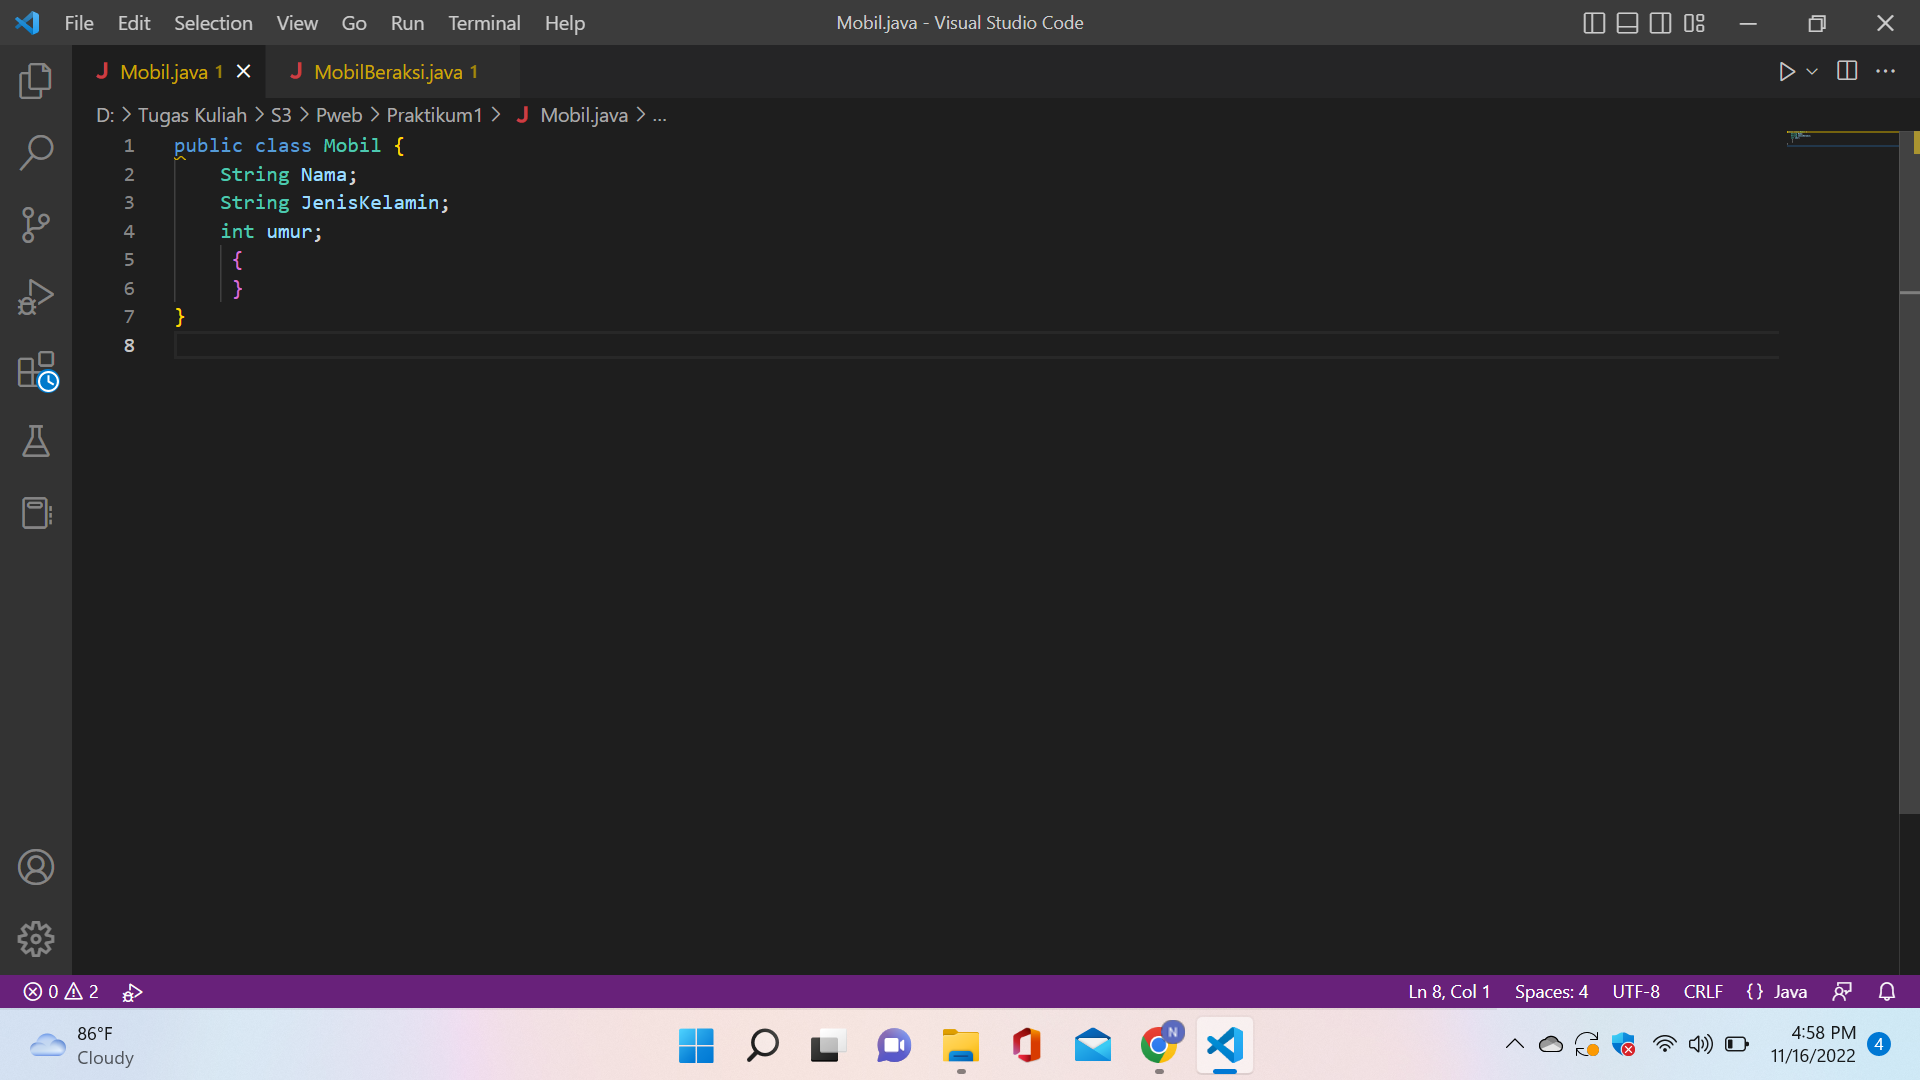 File Edit Selection View Go Run Terminal Help
Mobil.java - Visual Studio Code
Mobil.java 1
MobilBeraksi.java 1
D: > Tugas Kuliah > S3 > Pweb > Praktikum1 > J Mobil.java > ...
1 public class Mobil {
2 String Nama;
3 String JenisKelamin;
4 int umur;
5 {
6 }
7 }
8
0 2
Ln 8, Col 1 Spaces: 4 UTF-8 CRLF {} Java
86°F
Cloudy
N
4:58 PM
11/16/2022
4